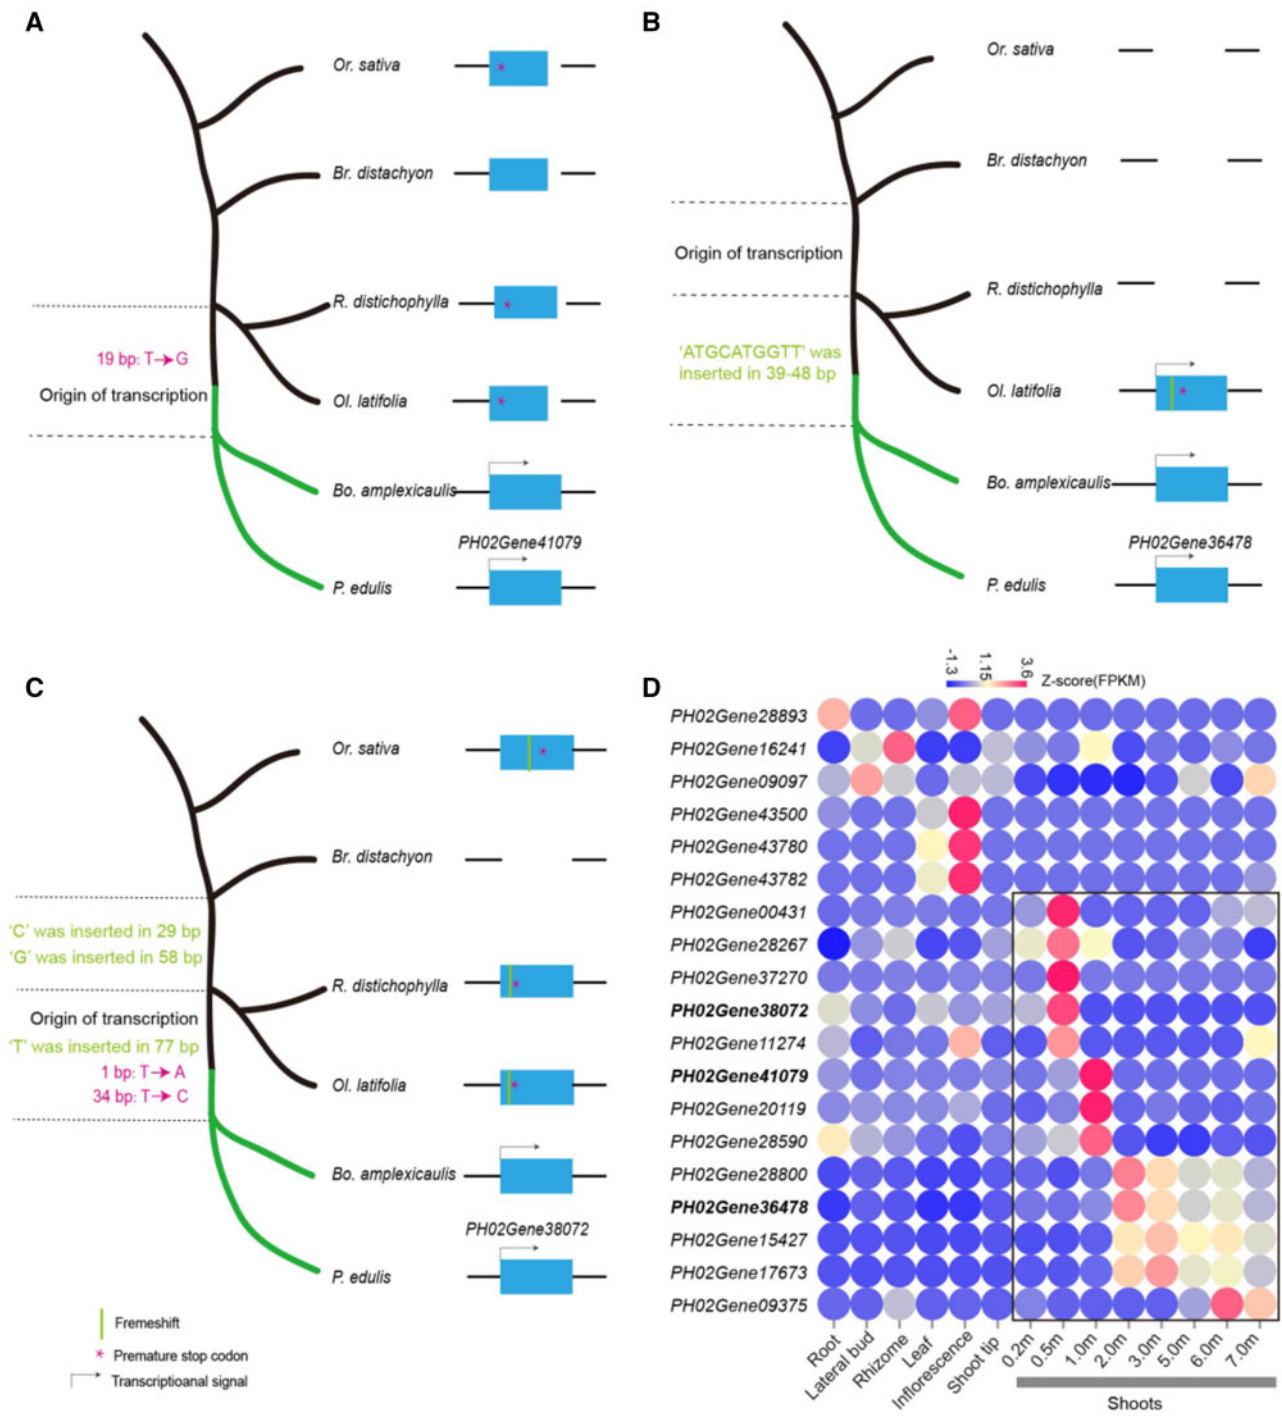 A
Or. sativa
Br. distachyon
R. distichophylla
19 bp: T→G
Origin of transcription
Ol. latifolia
Bo. amplexicaulis
PH02Gene41079
P. edulis
B
Or. sativa
Br. distachyon
Origin of transcription
R. distichophylla
‘ATGCATGGTT’ was
inserted in 39-48 bp
Ol. latifolia
Bo. amplexicaulis
PH02Gene36478
P. edulis
C
Or. sativa
Br. distachyon
‘C’ was inserted in 29 bp
‘G’ was inserted in 58 bp
R. distichophylla
Origin of transcription
‘T’ was inserted in 77 bp
1 bp: T→A
34 bp: T→C
Ol. latifolia
Bo. amplexicaulis
PH02Gene38072
P. edulis
Fremeshift
Premature stop codon
Transcriptioanal signal
D
-1.3 1.15 3.6
Z-score(FPKM)
PH02Gene28893
PH02Gene16241
PH02Gene09097
PH02Gene43500
PH02Gene43780
PH02Gene43782
PH02Gene00431
PH02Gene28267
PH02Gene37270
PH02Gene38072
PH02Gene11274
PH02Gene41079
PH02Gene20119
PH02Gene28590
PH02Gene28800
PH02Gene36478
PH02Gene15427
PH02Gene17673
PH02Gene09375
Root Lateral bud Rhizome Leaf Inflorescence Shoot tip 0.2m 0.5m 1.0m 2.0m 3.0m 5.0m 6.0m 7.0m
Shoots